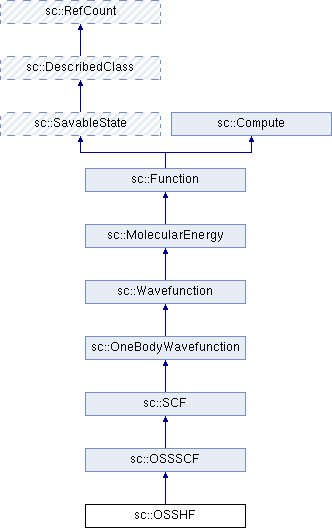 sc::RefCount
sc::DescribedClass
sc::SavableState
sc::Compute
sc::Function
sc::MolecularEnergy
sc::Wavefunction
sc::OneBodyWavefunction
sc::SCF
sc::OSSSCF
sc::OSSHF